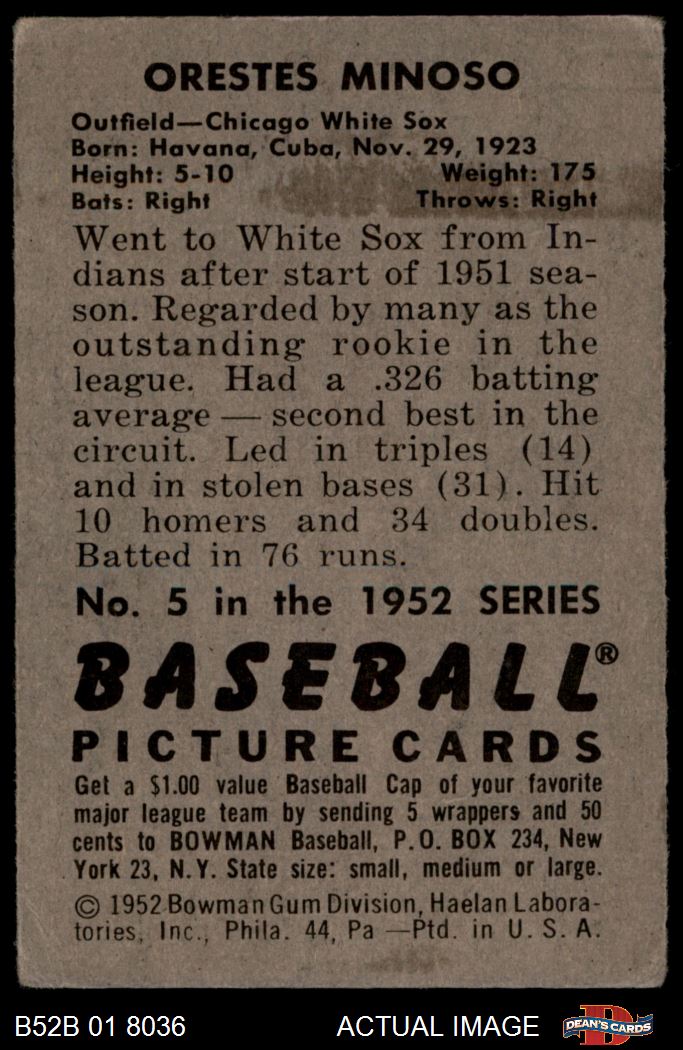 ORESTES MINOSO
Outfield—Chicago White Sox
Born: Havana, Cuba, Nov. 29, 1923
Height: 5-10 Weight: 175
Bats: Right Throws: Right
Went to White Sox from In-
dians after start of 1951 sea-
son. Regarded by many as the
outstanding rookie in the
league. Had a .326 batting
average — second best in the
circuit. Led in triples (14)
and in stolen bases (31). Hit
10 homers and 34 doubles.
Batted in 76 runs.
No. 5 in the 1952 SERIES
BASEBALL®
PICTURE CARDS
Get a $1.00 value Baseball Cap of your favorite
major league team by sending 5 wrappers and 50
cents to BOWMAN Baseball, P.O. BOX 234, New
York 23, N.Y. State size: small, medium or large.
© 1952 Bowman Gum Division, Haelan Labora-
tories, Inc., Phila. 44, Pa —Ptd. in U. S. A.
B52B 01 8036 ACTUAL IMAGE D DEAN'S CARDS